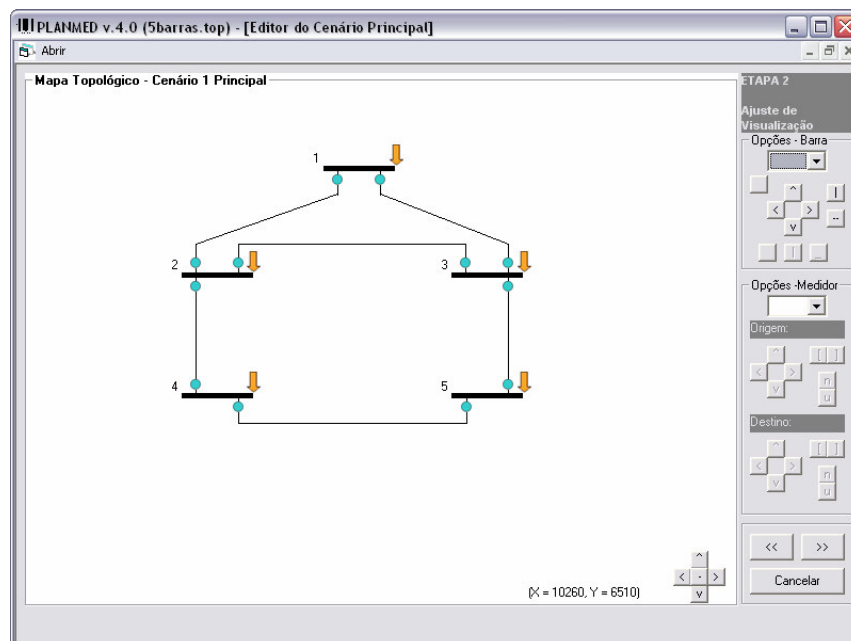 PLANMED v.4.0 (5barras.top) - [Editor do Cenário Principal]
Abrir
Mapa Topológico - Cenário 1 Principal
1
2
3
4
5
(X = 10260, Y = 6510)
ETAPA 2
Ajuste de
Visualização
Opções - Barra
^
|
<
>
--
v
|
_
Opções -Medidor
Origem:
^
[
]
<
>
n
v
u
Destino:
^
[
]
<
>
n
v
u
<<
>>
Cancelar
^
<
·
>
v